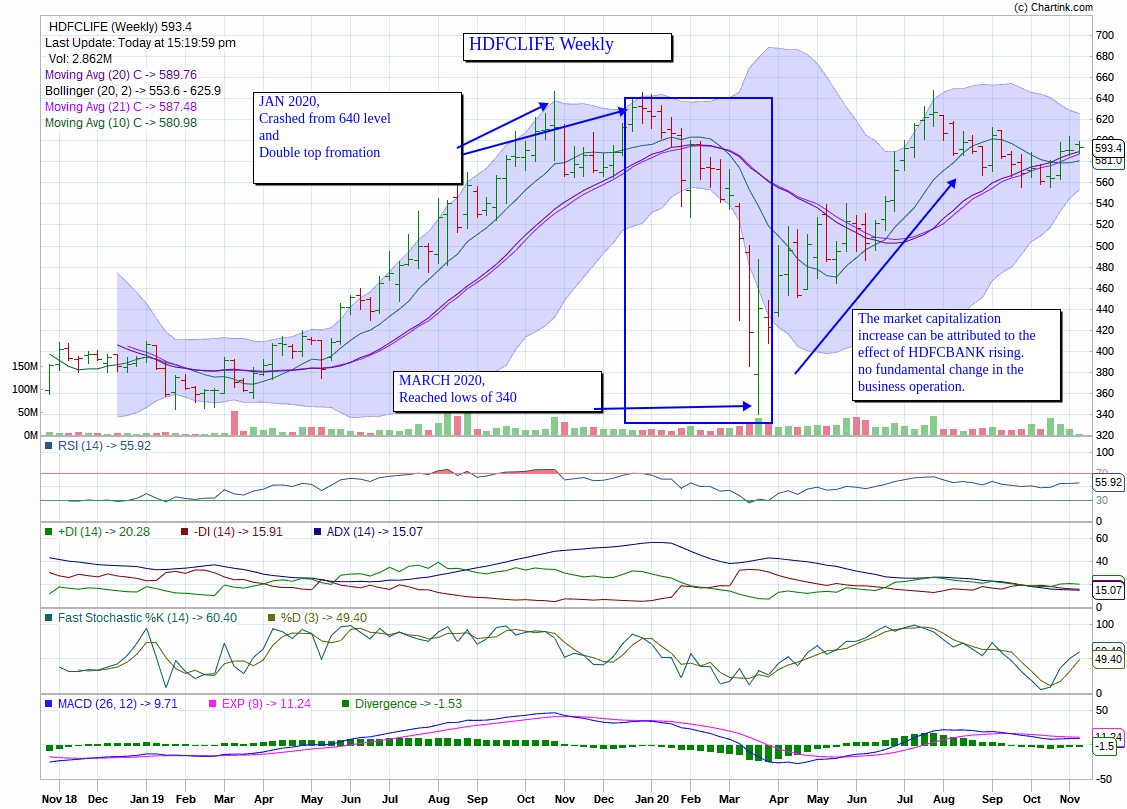 (c) Chartink.com
HDFCLIFE (Weekly) 593.4
Last Update: Today at 15:19:59 pm
Vol: 2.862M
Moving Avg (20) C -> 589.76
Bollinger (20, 2) -> 553.6 - 625.9
Moving Avg (21) C -> 587.48
Moving Avg (10) C -> 580.98
HDFCLIFE Weekly
JAN 2020,
Crashed from 640 level
and
Double top fromation
MARCH 2020,
Reached lows of 340
The market capitalization
increase can be attributed to the
effect of HDFCBANK rising.
no fundamental change in the
business operation.
700
680
660
640
620
600
593.4
581.0
560
540
520
500
480
460
440
420
400
380
360
340
320
150M
100M
50M
0M
RSI (14) -> 55.92
100
70
55.92
30
0
+DI (14) -> 20.28 -DI (14) -> 15.91 ADX (14) -> 15.07
60
40
15.07
0
Fast Stochastic %K (14) -> 60.40 %D (3) -> 49.40
100
60.40
49.40
0
MACD (26, 12) -> 9.71 EXP (9) -> 11.24 Divergence -> -1.53
50
11.24
-1.5
-50
Nov 18 Dec Jan 19 Feb Mar Apr May Jun Jul Aug Sep Oct Nov Dec Jan 20 Feb Mar Apr May Jun Jul Aug Sep Oct Nov